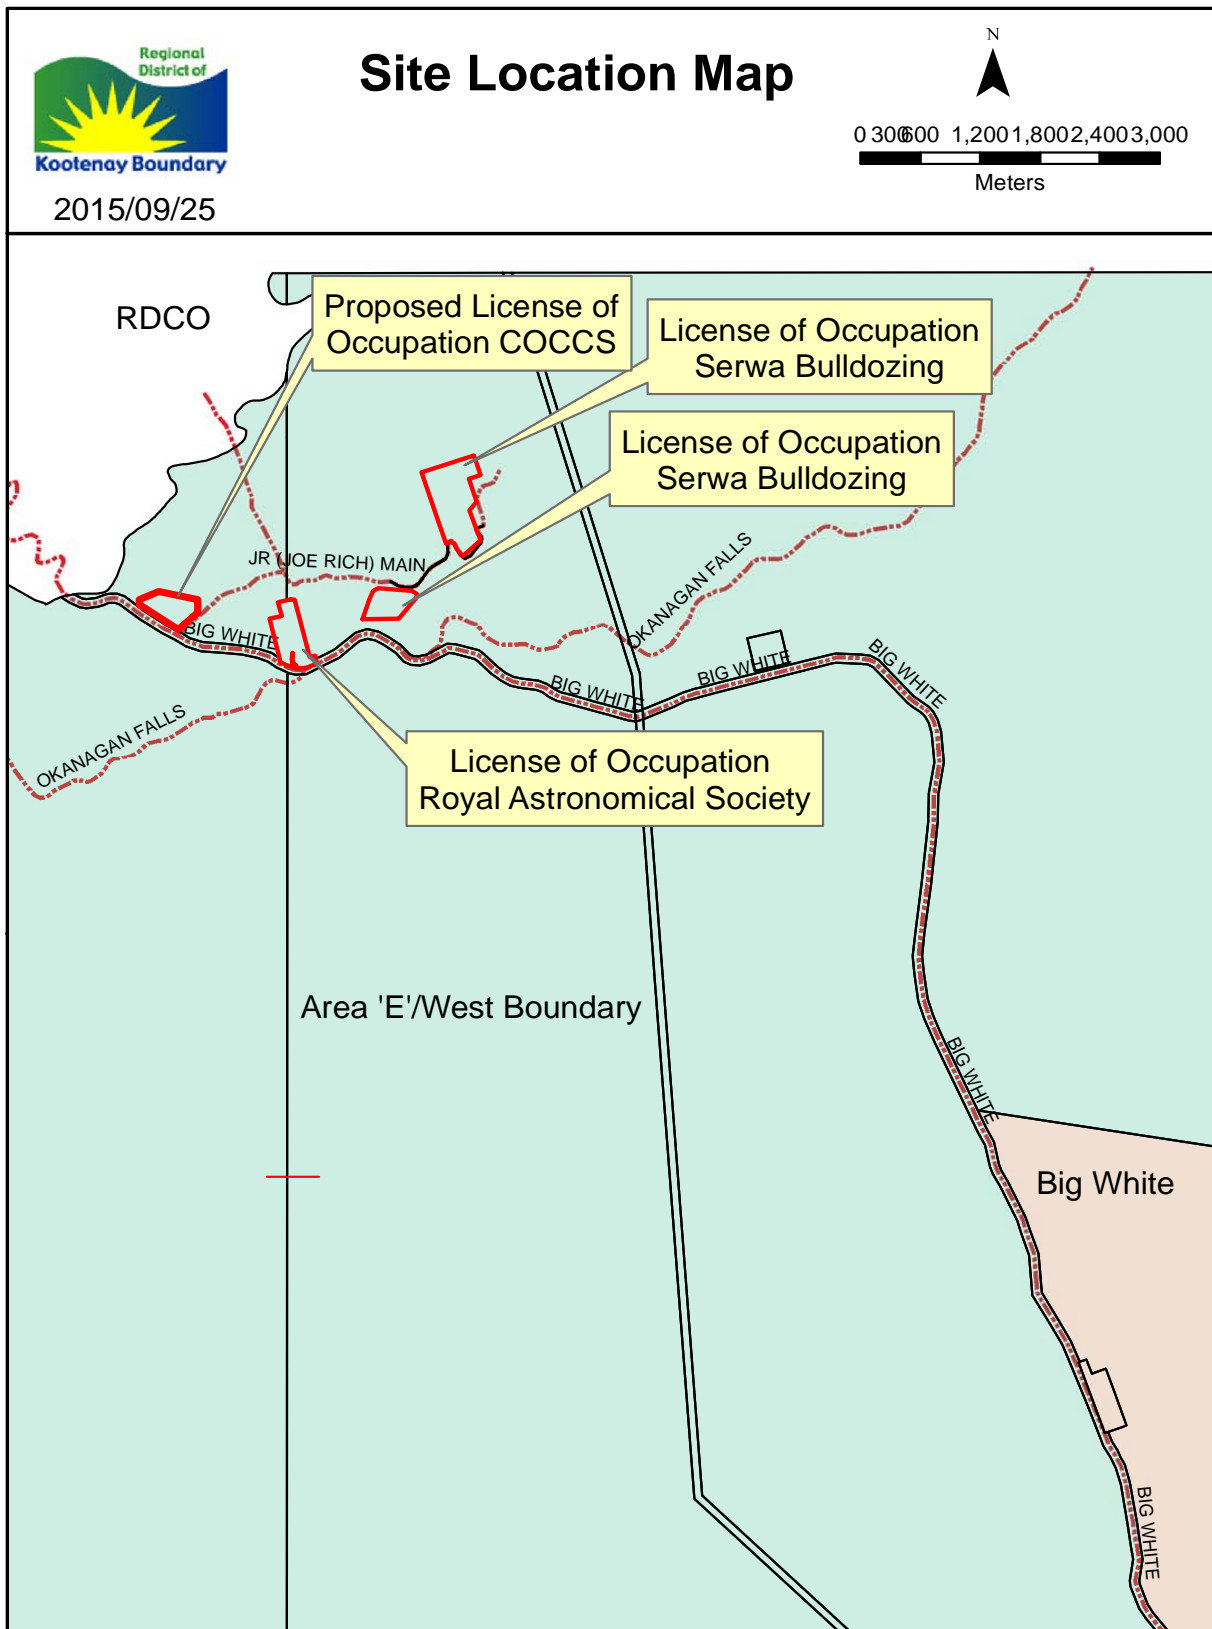 Regional
District of
Kootenay Boundary
2015/09/25
Site Location Map
N
0 300 600 1,200 1,800 2,400 3,000
Meters
RDCO
Proposed License of
Occupation COCCS
License of Occupation
Serwa Bulldozing
License of Occupation
Serwa Bulldozing
JR (JOE RICH) MAIN
OKANAGAN FALLS
BIG WHITE
BIG WHITE
BIG WHITE
BIG WHITE
OKANAGAN FALLS
License of Occupation
Royal Astronomical Society
Area 'E'/West Boundary
BIG WHITE
Big White
BIG WHITE